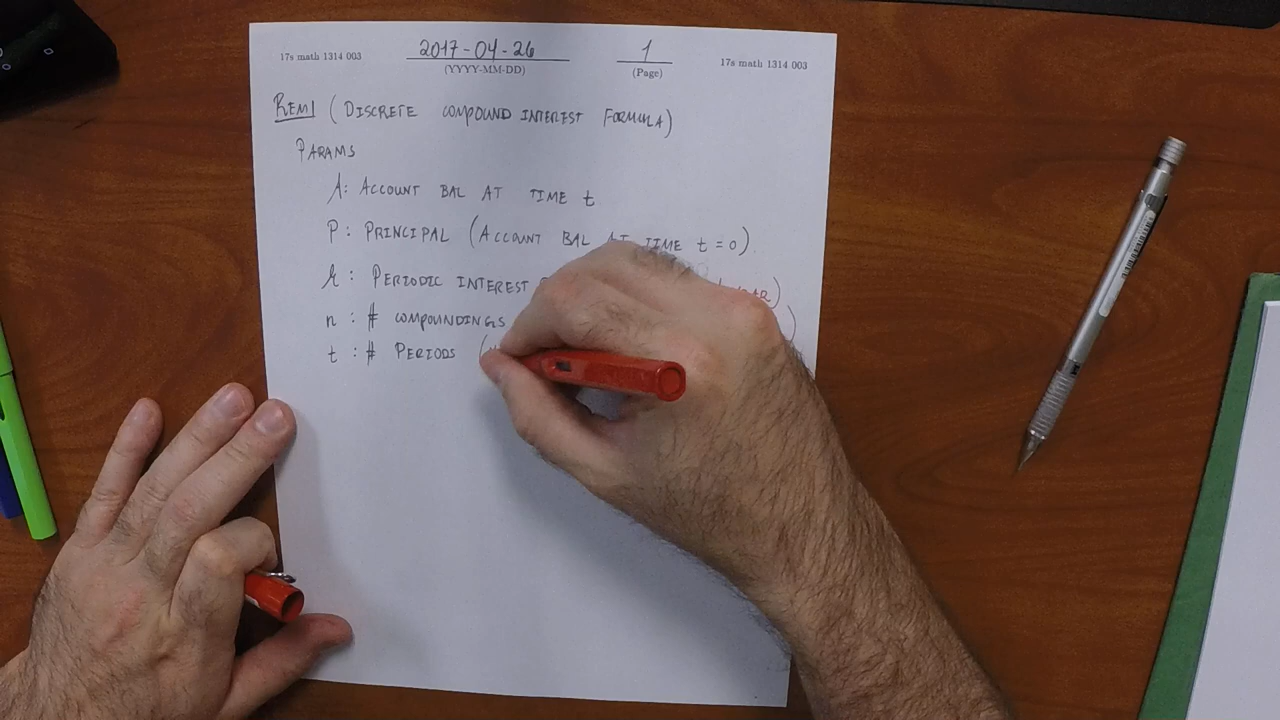 17s math 1314 003 2017-04-26 1 17s math 1314 003
(YYYY-MM-DD) (Page)
REM (DISCRETE COMPOUND INTEREST FORMULA)
PARAMS
A: ACCOUNT BAL AT TIME t
P: PRINCIPAL (ACCOUNT BAL AT TIME t = 0).
r: PERIODIC INTEREST
n: # COMPOUNDINGS )
t: # PERIODS (